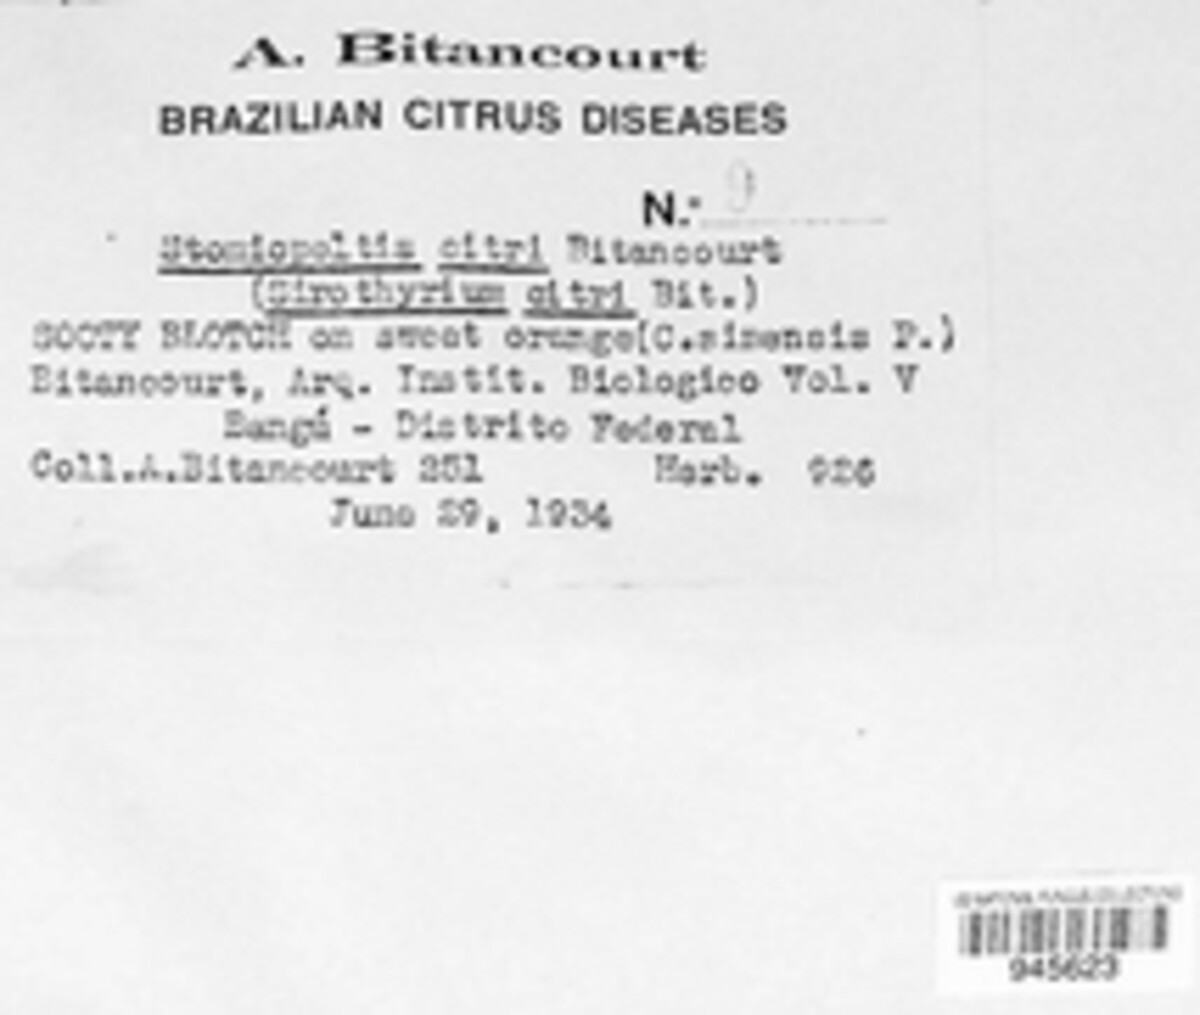 A. Bitancourt
BRAZILIAN CITRUS DISEASES
N.° 9
Stomiopeltis citri Bitancourt
(Sirothyrium citri Bit.)
SOOTY BLOTCH on sweet orange(C.sinensis P.)
Bitancourt, Arq. Instit. Biologico Vol. V
Bangú - Distrito Federal
Coll.A.Bitancourt 251 Herb. 926
June 29, 1934
945623